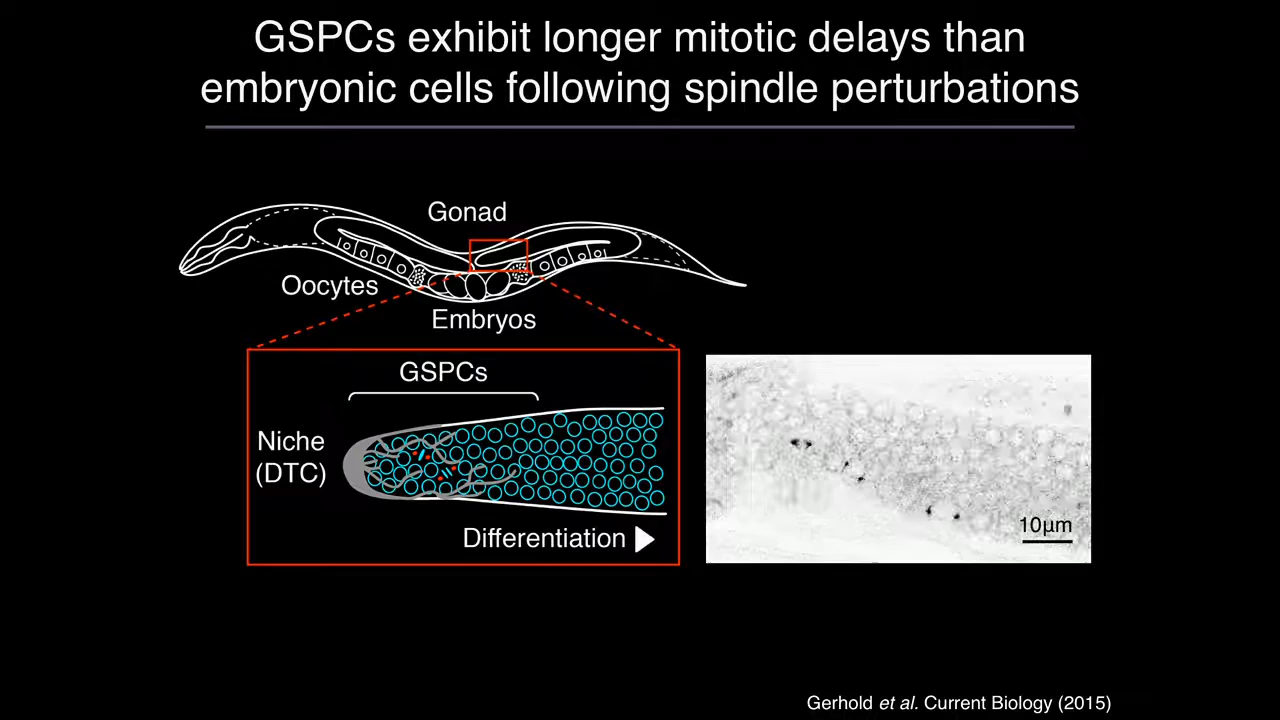 GSPCs exhibit longer mitotic delays than
embryonic cells following spindle perturbations
Gonad
Oocytes
Embryos
GSPCs
Niche
(DTC)
Differentiation
10µm
Gerhold et al. Current Biology (2015)